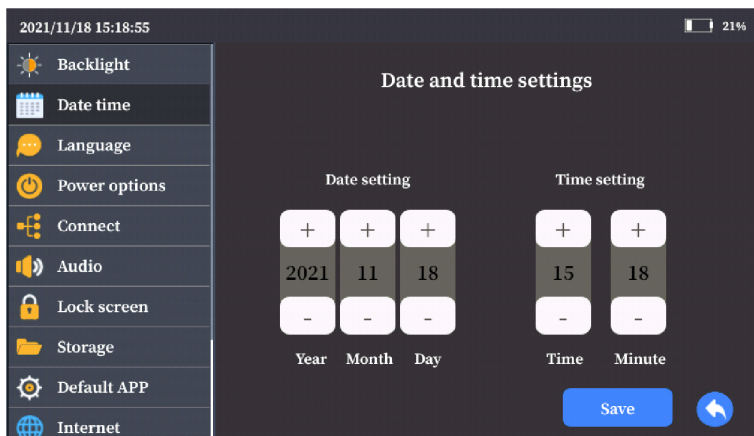 2021/11/18 15:18:55
21%
Backlight
Date time
Language
Power options
Connect
Audio
Lock screen
Storage
Default APP
Internet
Date and time settings
Date setting
Time setting
+ + + + +
2021 11 18 15 18
- - - - -
Year Month Day Time Minute
Save